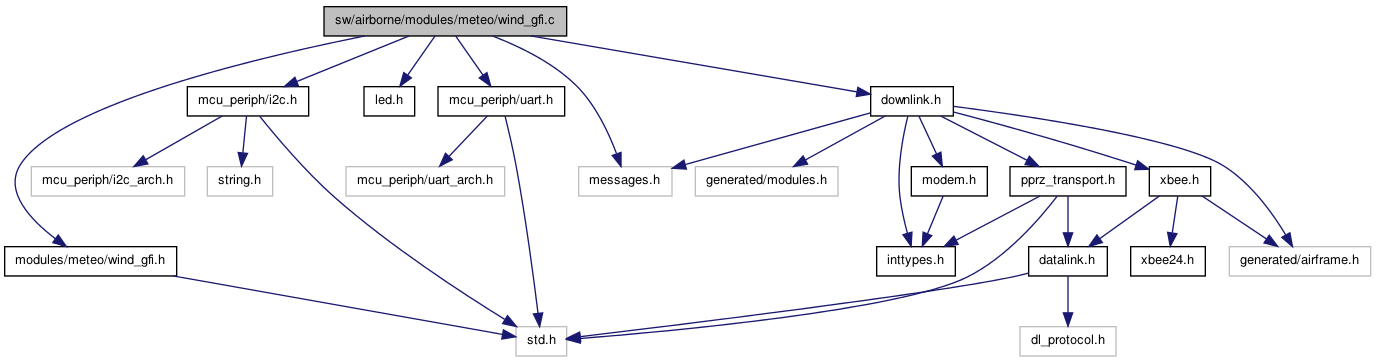 sw/airborne/modules/meteo/wind_gfi.c
mcu_periph/i2c.h
led.h
mcu_periph/uart.h
downlink.h
mcu_periph/i2c_arch.h
string.h
mcu_periph/uart_arch.h
messages.h
generated/modules.h
modem.h
pprz_transport.h
xbee.h
modules/meteo/wind_gfi.h
inttypes.h
datalink.h
xbee24.h
generated/airframe.h
std.h
dl_protocol.h